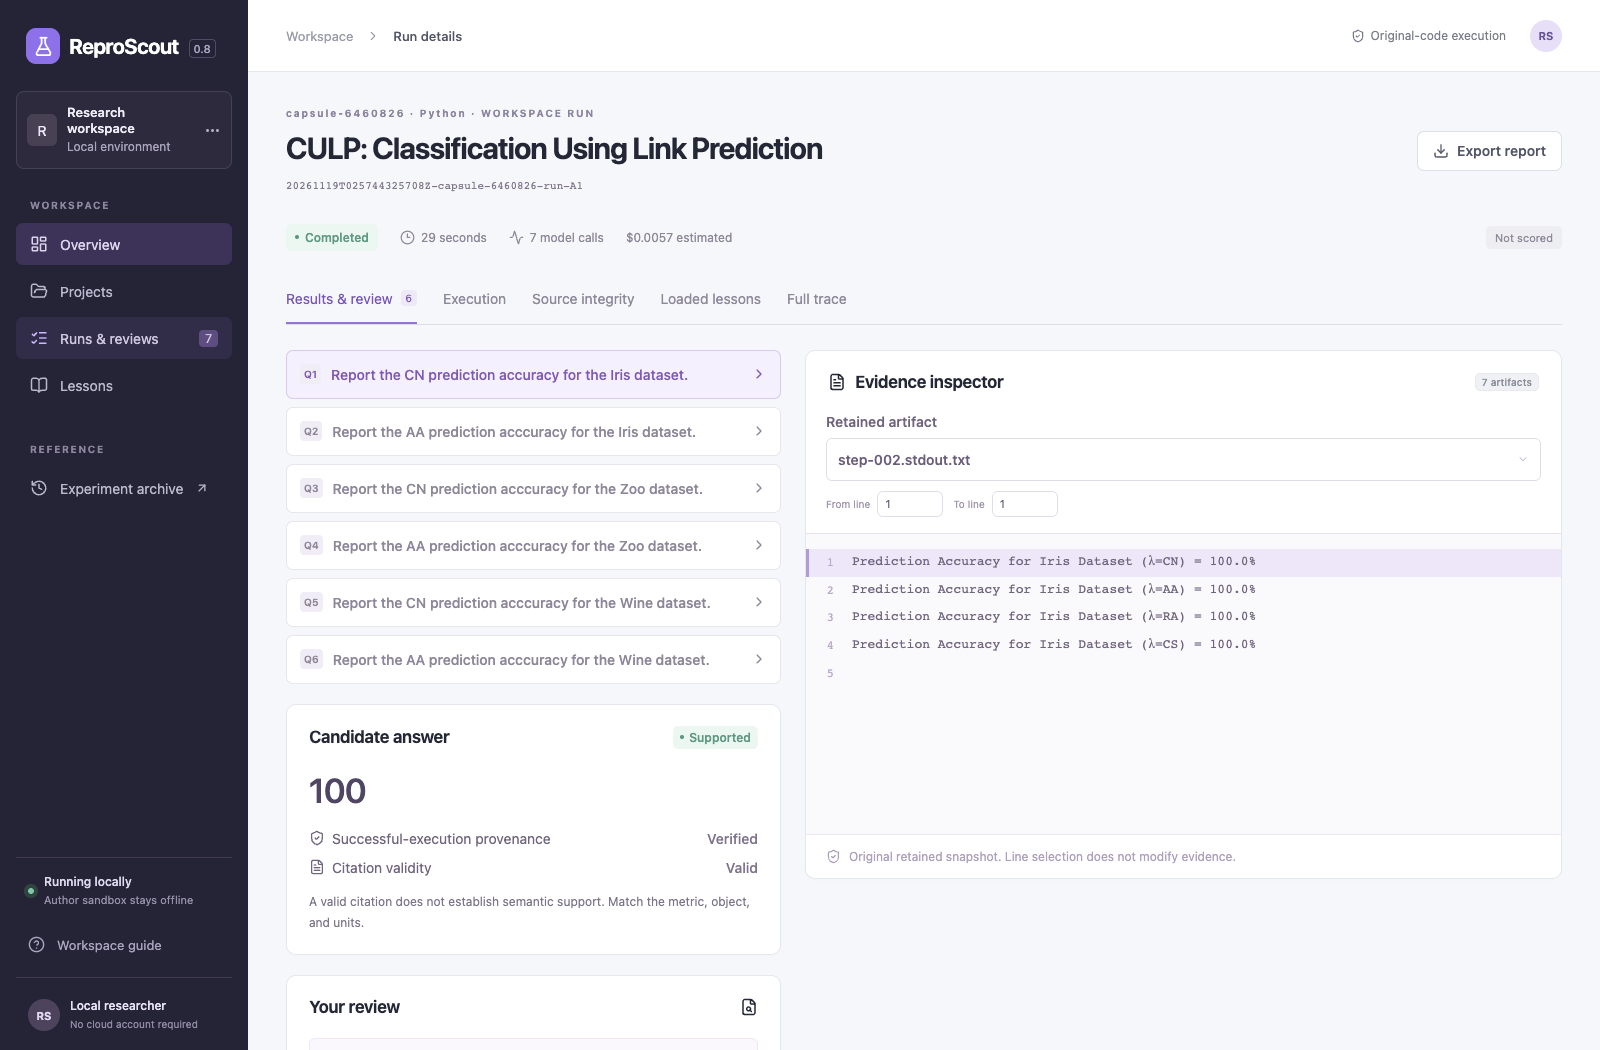 ReproScout 0.8
R
Research
workspace
Local environment
WORKSPACE
Overview
Projects
Runs & reviews 7
Lessons
REFERENCE
Experiment archive
Running locally
Author sandbox stays offline
Workspace guide
RS
Local researcher
No cloud account required
Workspace > Run details
Original-code execution
RS
capsule-6460826 · Python · WORKSPACE RUN
CULP: Classification Using Link Prediction
20261119T025744325708Z-capsule-6460826-run-A1
Export report
Completed
29 seconds
7 model calls
$0.0057 estimated
Not scored
Results & review 6
Execution
Source integrity
Loaded lessons
Full trace
Q1 Report the CN prediction accuracy for the Iris dataset.
Q2 Report the AA prediction acccuracy for the Iris dataset.
Q3 Report the CN prediction acccuracy for the Zoo dataset.
Q4 Report the AA prediction acccuracy for the Zoo dataset.
Q5 Report the CN prediction acccuracy for the Wine dataset.
Q6 Report the AA prediction acccuracy for the Wine dataset.
Candidate answer
Supported
100
Successful-execution provenance Verified
Citation validity Valid
A valid citation does not establish semantic support. Match the metric, object,
and units.
Your review
Evidence inspector
7 artifacts
Retained artifact
step-002.stdout.txt
From line 1 To line 1
1 Prediction Accuracy for Iris Dataset (λ=CN) = 100.0%
2 Prediction Accuracy for Iris Dataset (λ=AA) = 100.0%
3 Prediction Accuracy for Iris Dataset (λ=RA) = 100.0%
4 Prediction Accuracy for Iris Dataset (λ=CS) = 100.0%
5
Original retained snapshot. Line selection does not modify evidence.